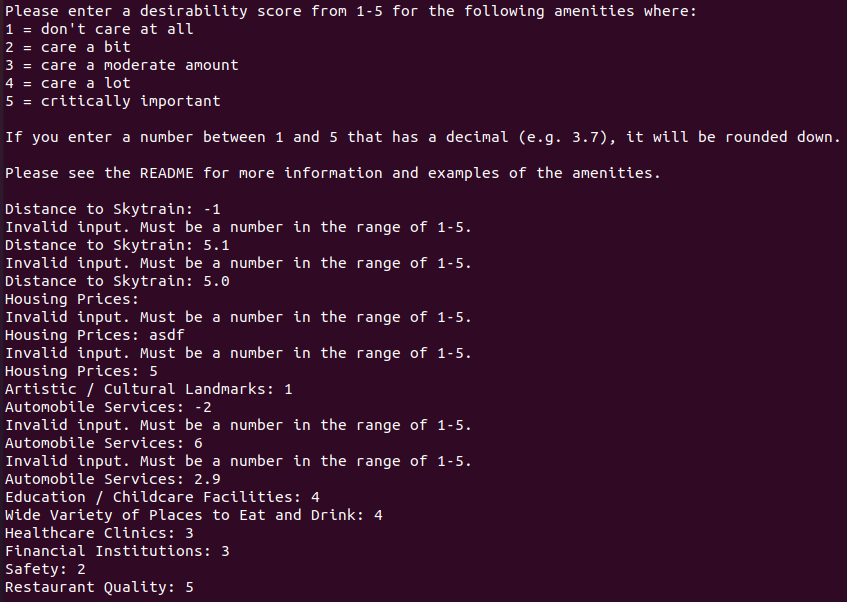 Please enter a desirability score from 1-5 for the following amenities where:
1 = don't care at all
2 = care a bit
3 = care a moderate amount
4 = care a lot
5 = critically important
If you enter a number between 1 and 5 that has a decimal (e.g. 3.7), it will be rounded down.
Please see the README for more information and examples of the amenities.
Distance to Skytrain: -1
Invalid input. Must be a number in the range of 1-5.
Distance to Skytrain: 5.1
Invalid input. Must be a number in the range of 1-5.
Distance to Skytrain: 5.0
Housing Prices:
Invalid input. Must be a number in the range of 1-5.
Housing Prices: asdf
Invalid input. Must be a number in the range of 1-5.
Housing Prices: 5
Artistic / Cultural Landmarks: 1
Automobile Services: -2
Invalid input. Must be a number in the range of 1-5.
Automobile Services: 6
Invalid input. Must be a number in the range of 1-5.
Automobile Services: 2.9
Education / Childcare Facilities: 4
Wide Variety of Places to Eat and Drink: 4
Healthcare Clinics: 3
Financial Institutions: 3
Safety: 2
Restaurant Quality: 5